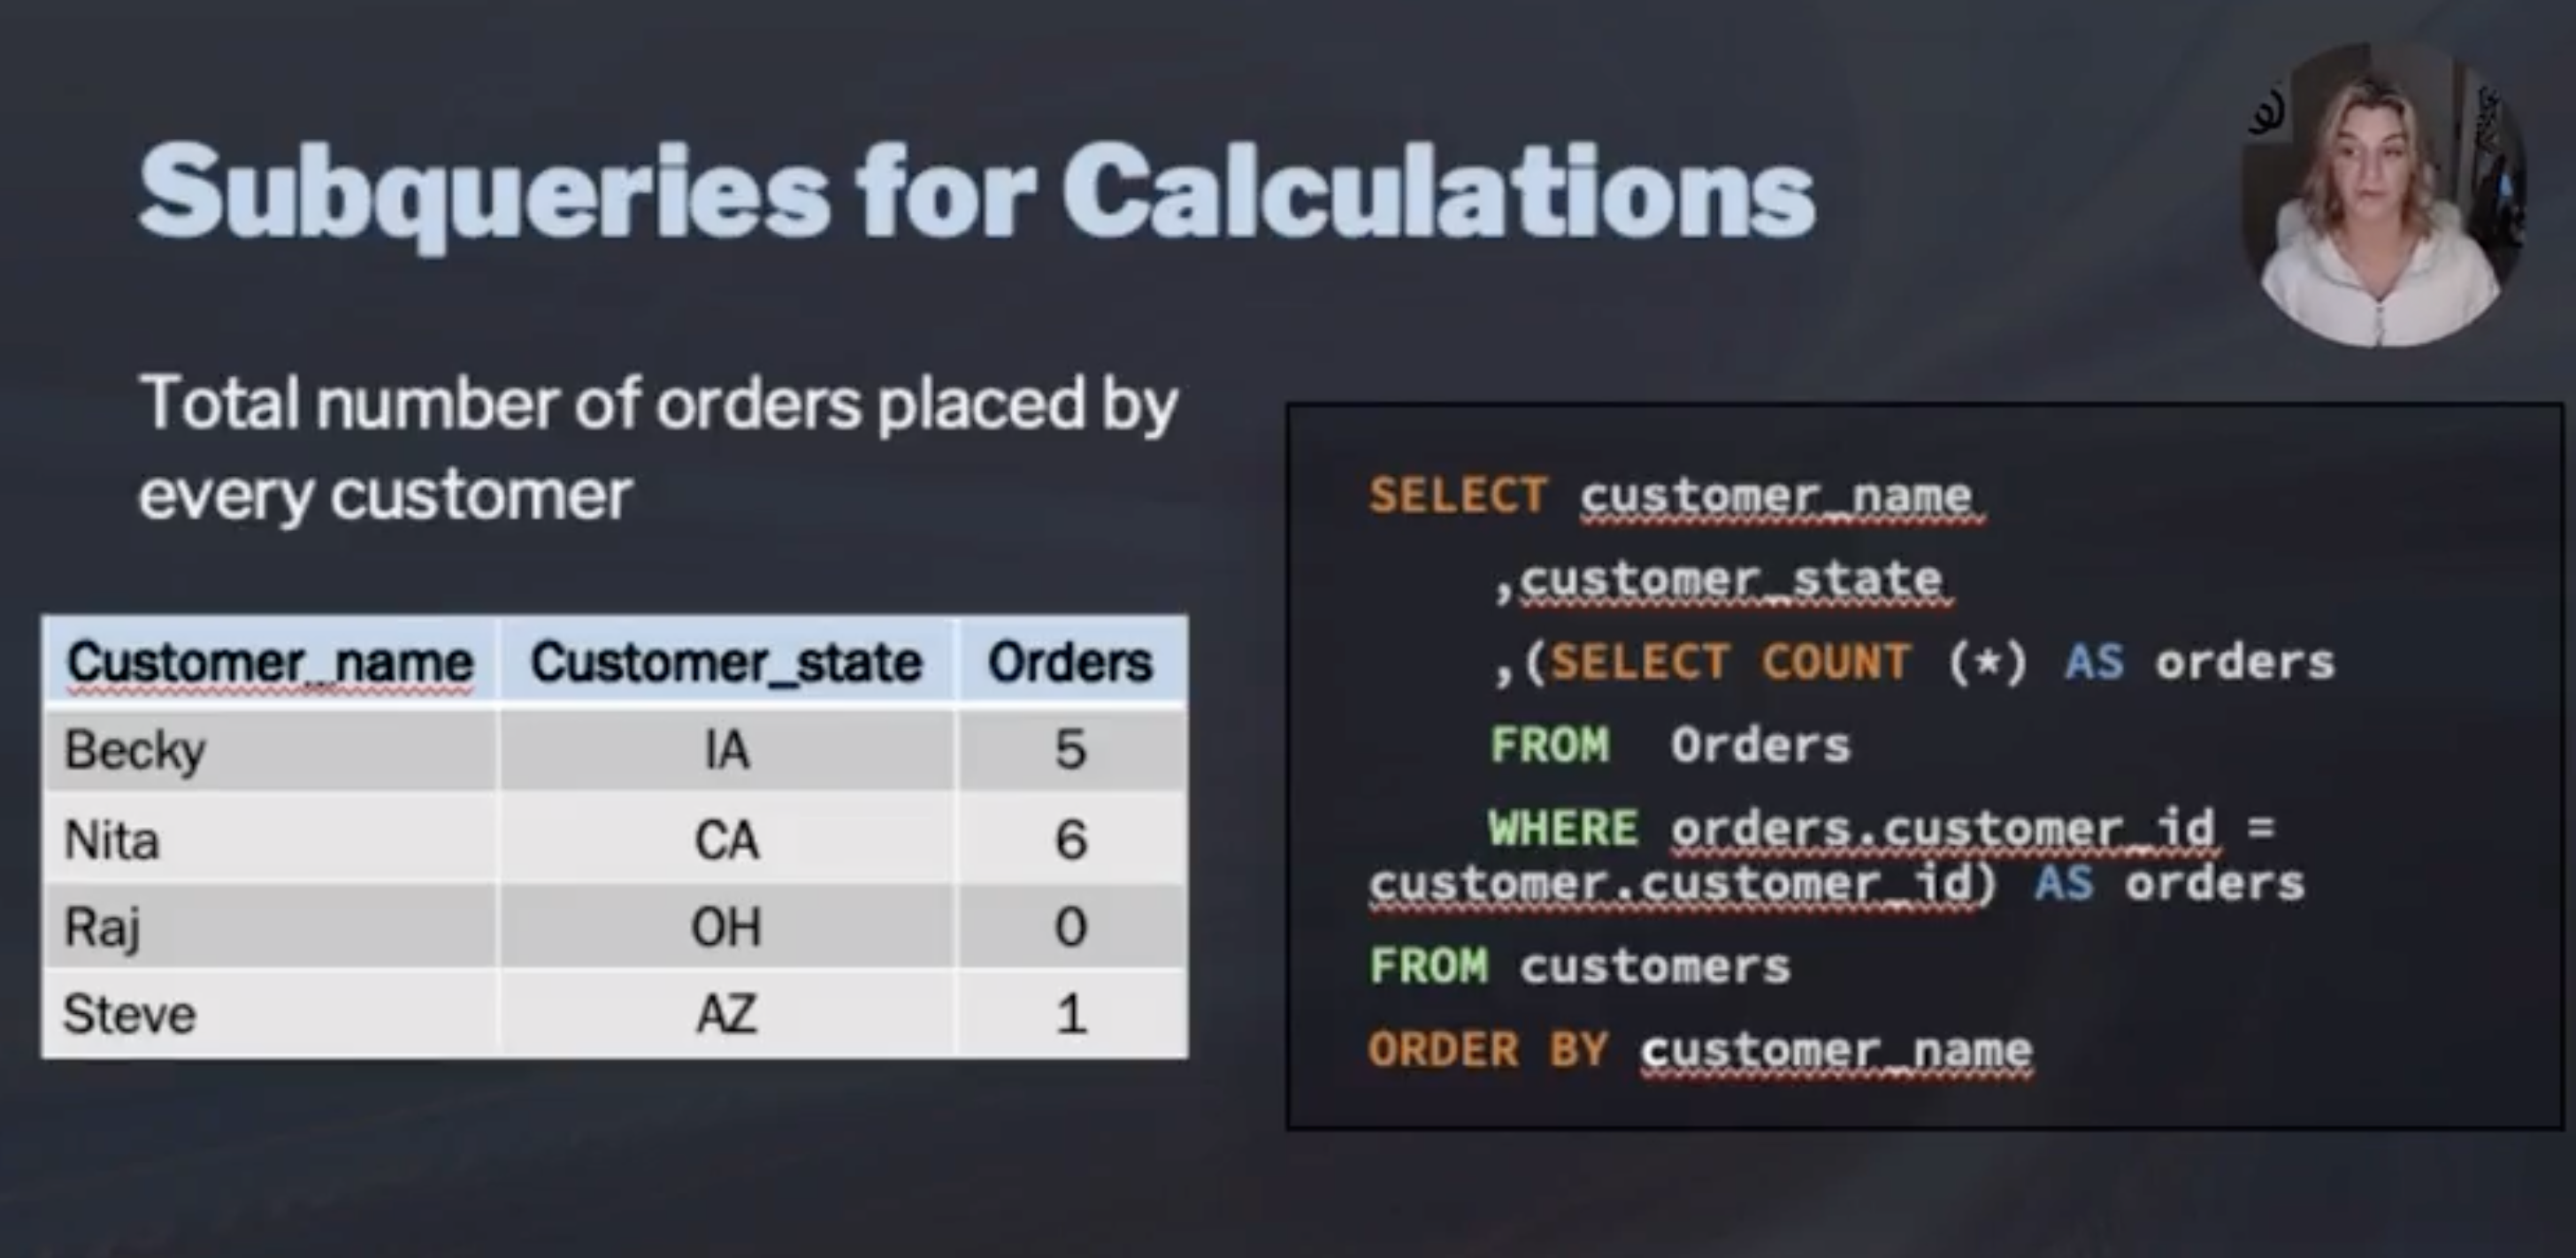 Subqueries for Calculations
Total number of orders placed by
every customer
Customer_name Customer_state Orders
Becky IA 5
Nita CA 6
Raj OH 0
Steve AZ 1
SELECT customer_name
,customer_state
,(SELECT COUNT (*) AS orders
FROM Orders
WHERE orders.customer_id =
customer.customer_id) AS orders
FROM customers
ORDER BY customer_name